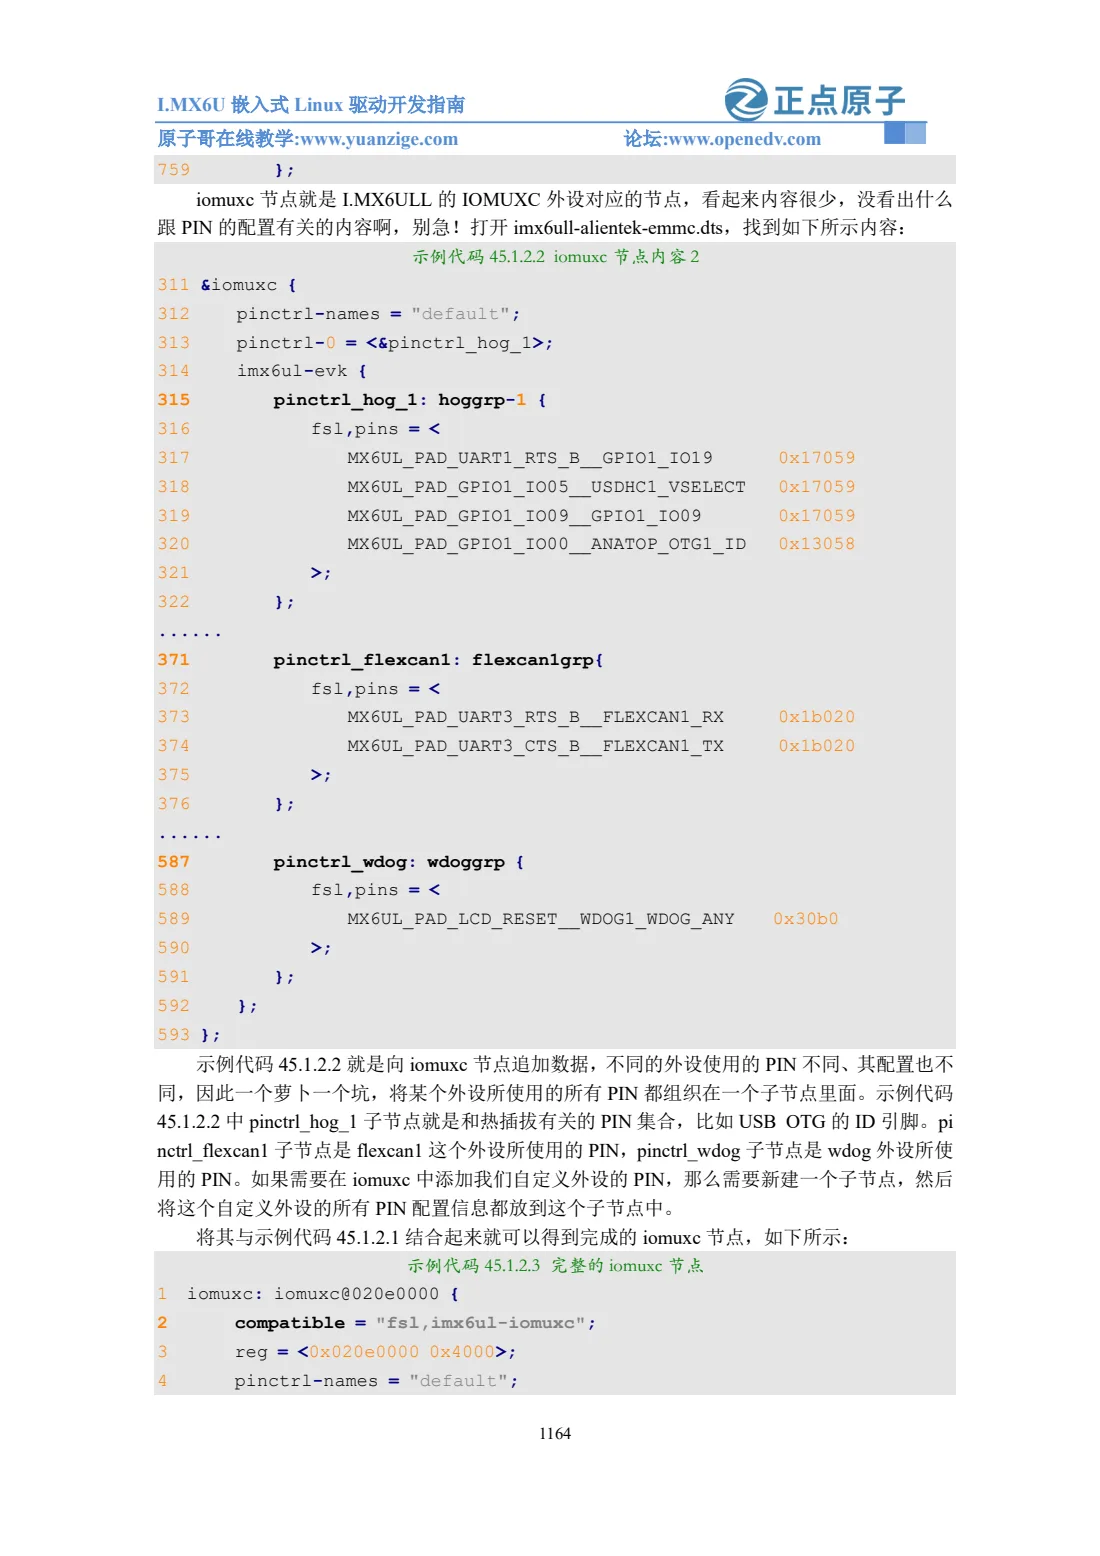 I.MX6U 嵌入式 Linux 驱动开发指南
正点原子
原子哥在线教学:www.yuanzige.com 论坛:www.openedv.com
759 };
iomuxc 节点就是 I.MX6ULL 的 IOMUXC 外设对应的节点，看起来内容很少，没看出什么
跟 PIN 的配置有关的内容啊，别急！打开 imx6ull-alientek-emmc.dts，找到如下所示内容：
示例代码 45.1.2.2 iomuxc 节点内容 2
311 &iomuxc {
312 pinctrl-names = "default";
313 pinctrl-0 = <&pinctrl_hog_1>;
314 imx6ul-evk {
315 pinctrl_hog_1: hoggrp-1 {
316 fsl,pins = <
317 MX6UL_PAD_UART1_RTS_B__GPIO1_IO19 0x17059
318 MX6UL_PAD_GPIO1_IO05__USDHC1_VSELECT 0x17059
319 MX6UL_PAD_GPIO1_IO09__GPIO1_IO09 0x17059
320 MX6UL_PAD_GPIO1_IO00__ANATOP_OTG1_ID 0x13058
321 >;
322 };
......
371 pinctrl_flexcan1: flexcan1grp{
372 fsl,pins = <
373 MX6UL_PAD_UART3_RTS_B__FLEXCAN1_RX 0x1b020
374 MX6UL_PAD_UART3_CTS_B__FLEXCAN1_TX 0x1b020
375 >;
376 };
......
587 pinctrl_wdog: wdoggrp {
588 fsl,pins = <
589 MX6UL_PAD_LCD_RESET__WDOG1_WDOG_ANY 0x30b0
590 >;
591 };
592 };
593 };
示例代码 45.1.2.2 就是向 iomuxc 节点追加数据，不同的外设使用的 PIN 不同、其配置也不
同，因此一个萝卜一个坑，将某个外设所使用的所有 PIN 都组织在一个子节点里面。示例代码
45.1.2.2 中 pinctrl_hog_1 子节点就是和热插拔有关的 PIN 集合，比如 USB OTG 的 ID 引脚。pi
nctrl_flexcan1 子节点是 flexcan1 这个外设所使用的 PIN，pinctrl_wdog 子节点是 wdog 外设所使
用的 PIN。如果需要在 iomuxc 中添加我们自定义外设的 PIN，那么需要新建一个子节点，然后
将这个自定义外设的所有 PIN 配置信息都放到这个子节点中。
将其与示例代码 45.1.2.1 结合起来就可以得到完成的 iomuxc 节点，如下所示：
示例代码 45.1.2.3 完整的 iomuxc 节点
1 iomuxc: iomuxc@020e0000 {
2 compatible = "fsl,imx6ul-iomuxc";
3 reg = <0x020e0000 0x4000>;
4 pinctrl-names = "default";
1164